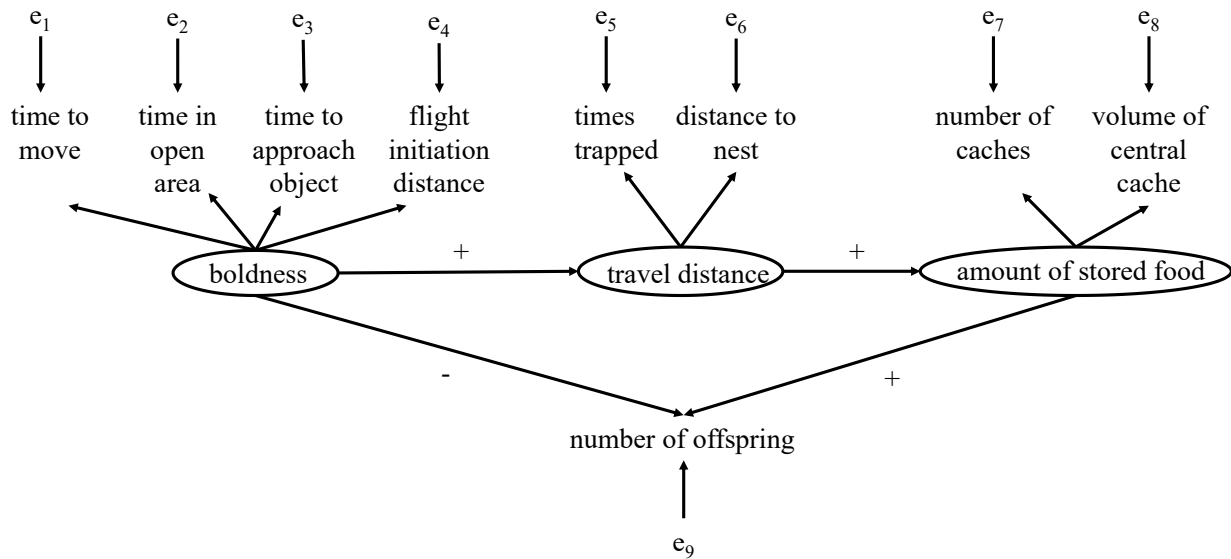 e1
e2
e3
e4
e5
e6
e7
e8
time to
move
time in
open
area
time to
approach
object
flight
initiation
distance
times
trapped
distance to
nest
number of
caches
volume of
central
cache
boldness
+
travel distance
+
amount of stored food
-
+
number of offspring
e9